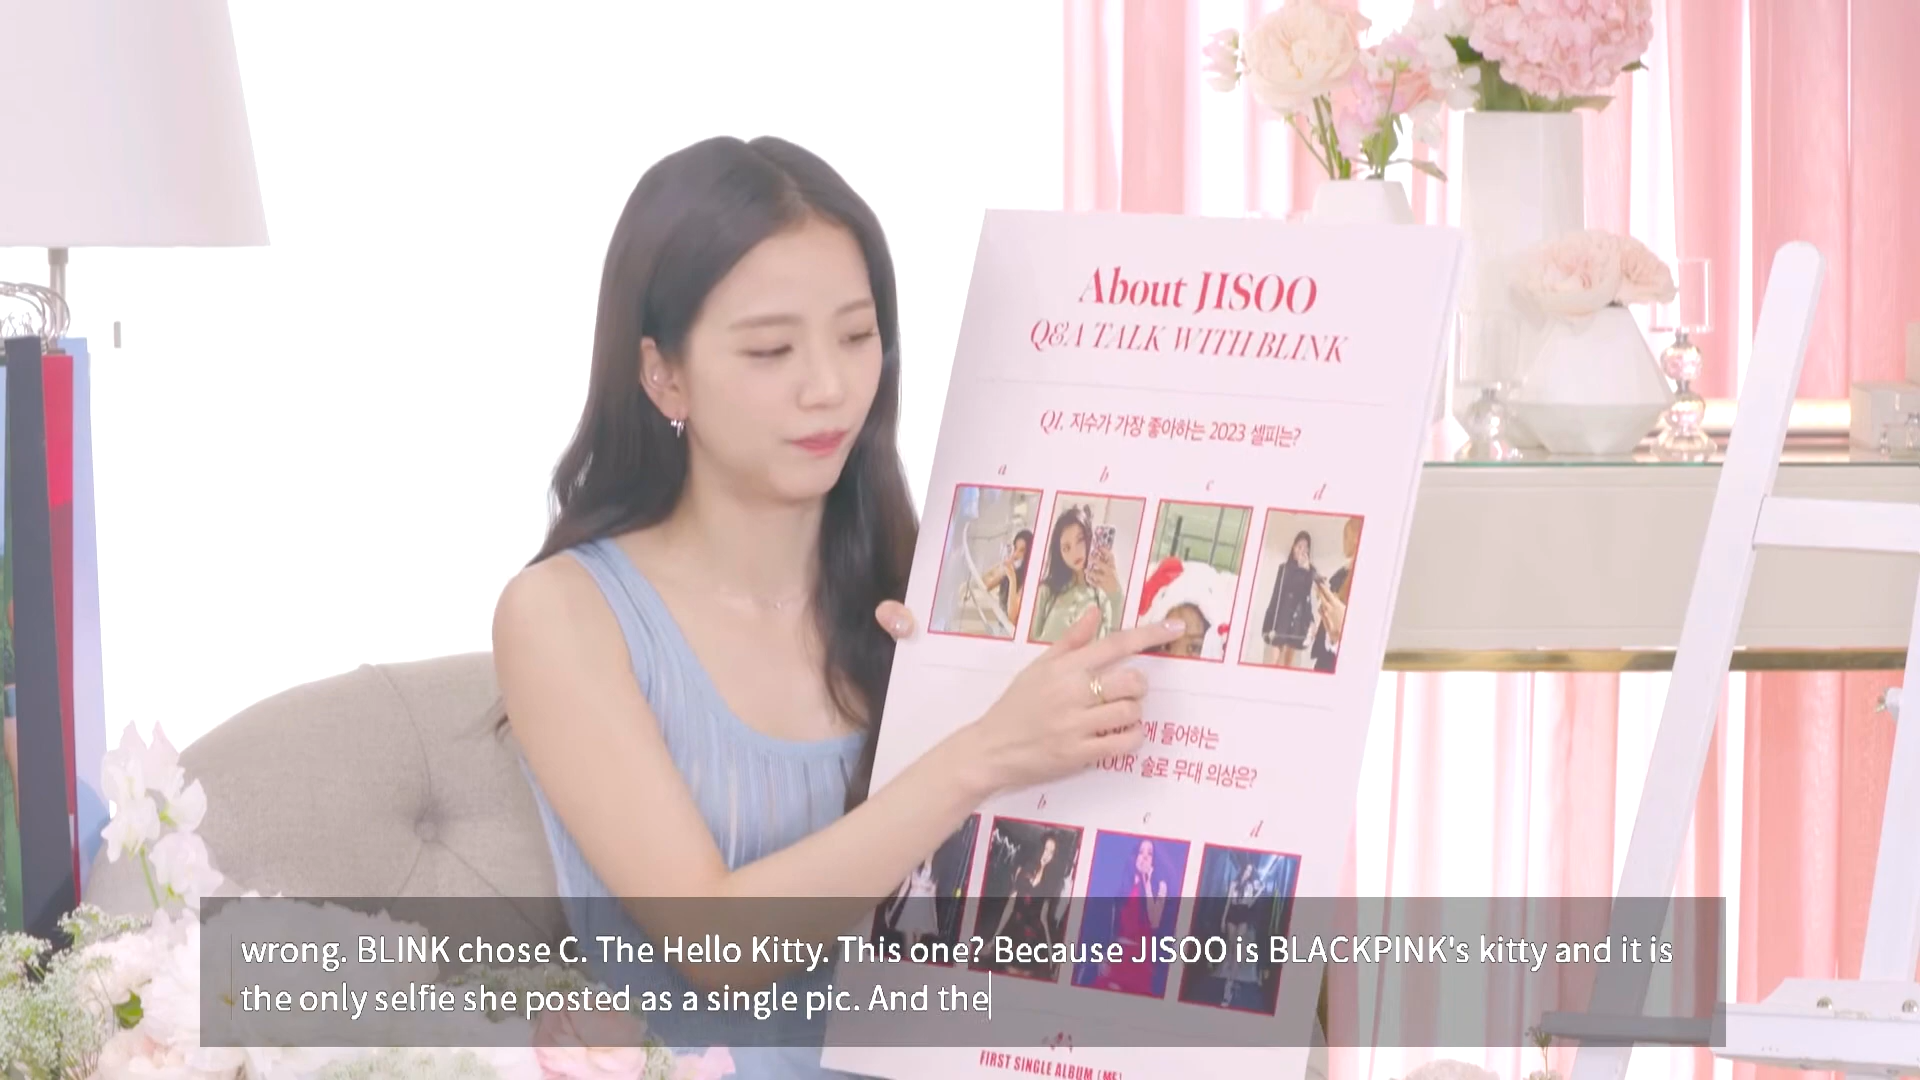 About JISOO
Q&A TALK WITH BLINK
Q1. 지수가 가장 좋아하는 2023 셀피는?
a b c d
에 들어하는
TOUR' 솔로 무대 의상은?
b c d
wrong. BLINK chose C. The Hello Kitty. This one? Because JISOO is BLACKPINK's kitty and it is
the only selfie she posted as a single pic. And the
FIRST SINGLE ALBUM [ME]